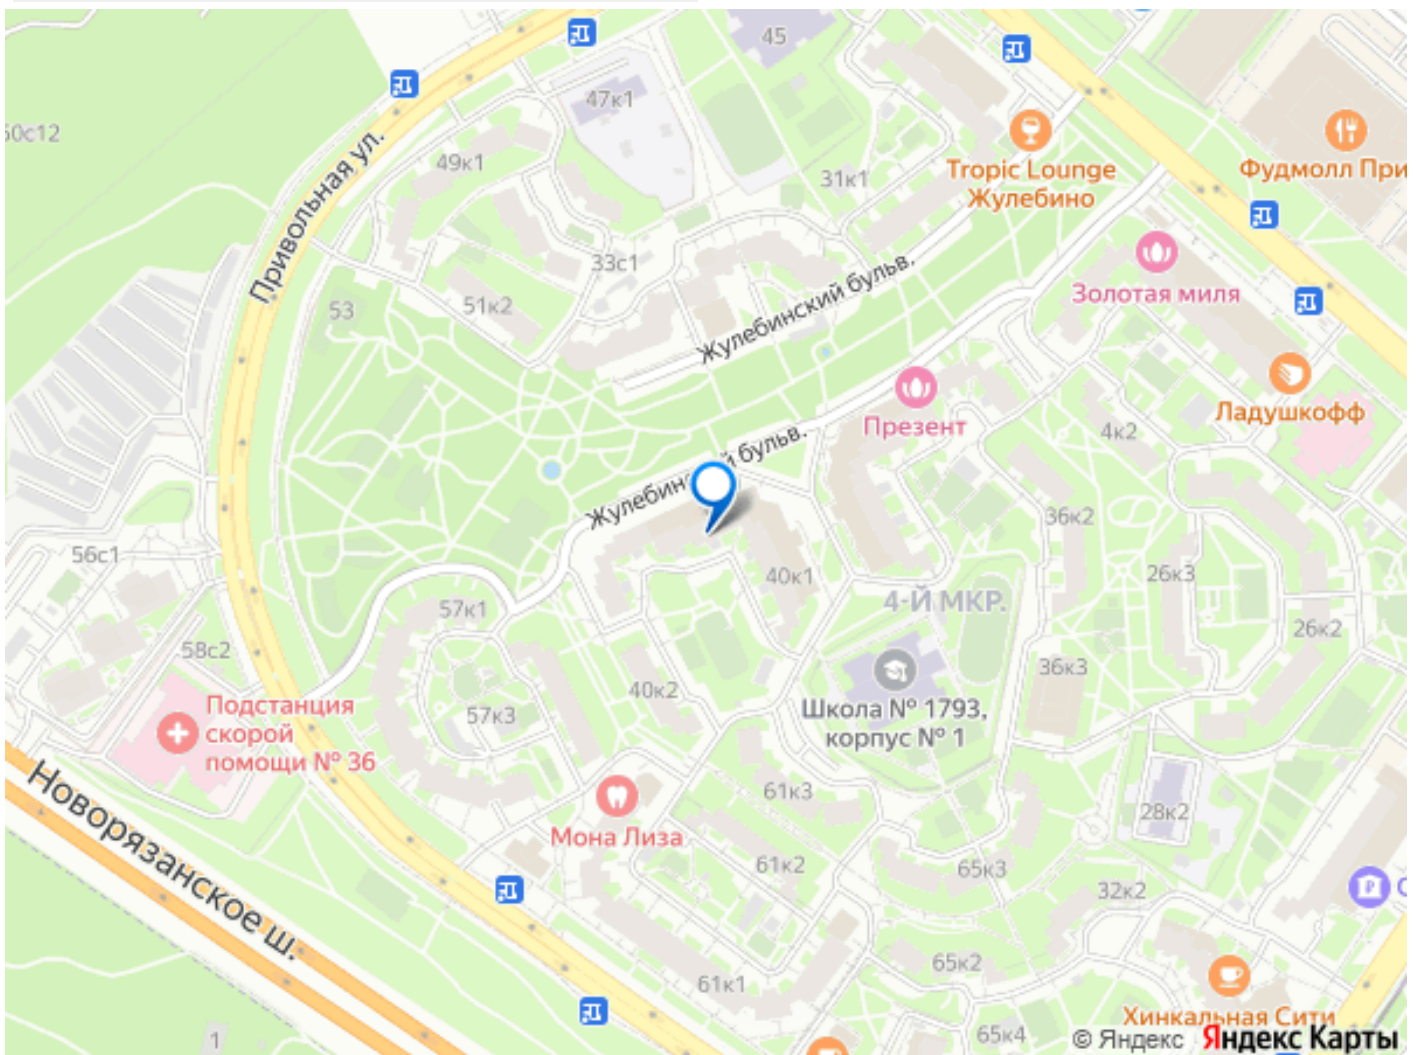 45
47к1
50с12
49к1
31к1
Tropic Lounge
Жулебино
Фудмолл При
Привольная ул.
33с1
Жулебинский бульв.
Золотая миля
51к2
53
Презент
Ладушкофф
4к2
Жулебин й бульв.
36к2
56с1
40к1
26к3
4-Й МКР.
57к1
26к2
58с2
36к3
40к2
Школа № 1793,
корпус № 1
57к3
Подстанция
скорой
помощи № 36
Новорязанское ш.
61к3
28к2
Мона Лиза
61к2
65к3
32к2
С
65к2
61к1
Хинкальная Сити
65к4
1
© Яндекс Яндекс Карты